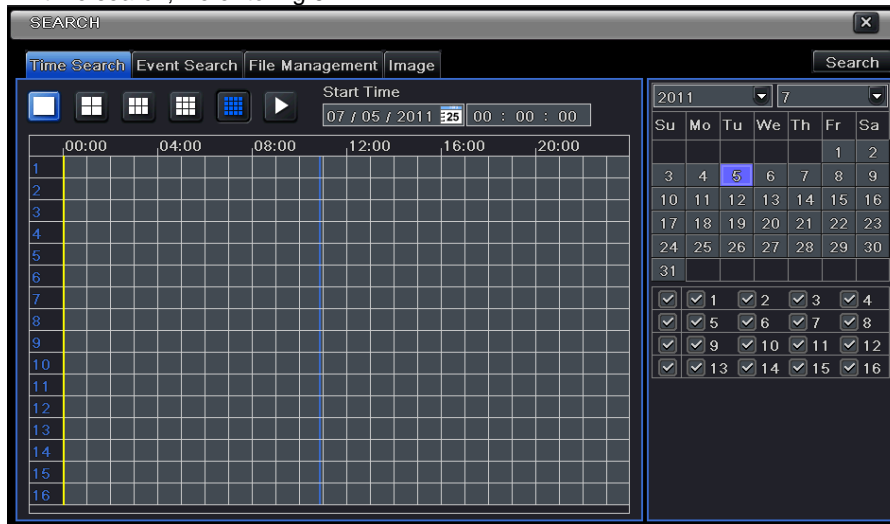 SEARCH
Time Search Event Search File Management Image
Search
Start Time
07 / 05 / 2011 25 00 : 00 : 00
00:00 04:00 08:00 12:00 16:00 20:00
1
2
3
4
5
6
7
8
9
10
11
12
13
14
15
16
2011 7
Su Mo Tu We Th Fr Sa
1 2
3 4 5 6 7 8 9
10 11 12 13 14 15 16
17 18 19 20 21 22 23
24 25 26 27 28 29 30
31
1 2 3 4
5 6 7 8
9 10 11 12
13 14 15 16